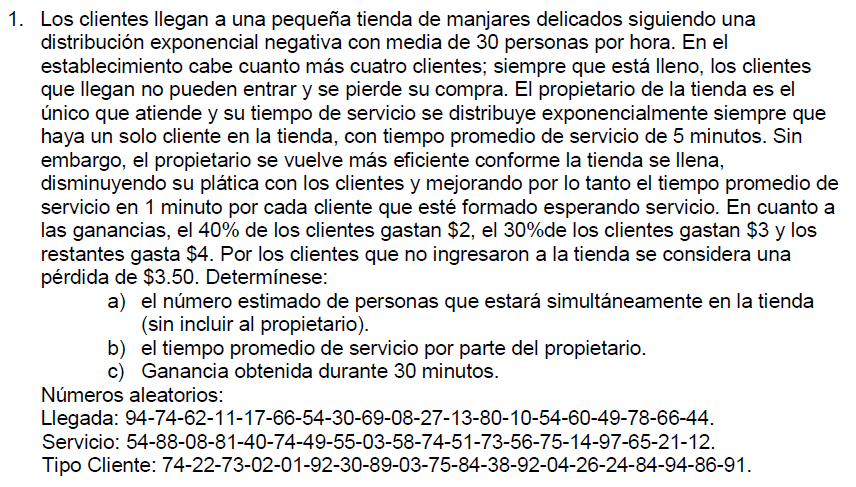 1. Los clientes llegan a una pequeña tienda de manjares delicados siguiendo una
distribución exponencial negativa con media de 30 personas por hora. En el
establecimiento cabe cuanto más cuatro clientes; siempre que está lleno, los clientes
que llegan no pueden entrar y se pierde su compra. El propietario de la tienda es el
único que atiende y su tiempo de servicio se distribuye exponencialmente siempre que
haya un solo cliente en la tienda, con tiempo promedio de servicio de 5 minutos. Sin
embargo, el propietario se vuelve más eficiente conforme la tienda se llena,
disminuyendo su plática con los clientes y mejorando por lo tanto el tiempo promedio de
servicio en 1 minuto por cada cliente que esté formado esperando servicio. En cuanto a
las ganancias, el 40% de los clientes gastan $2, el 30%de los clientes gastan $3 y los
restantes gasta $4. Por los clientes que no ingresaron a la tienda se considera una
pérdida de $3.50. Determínese:
a) el número estimado de personas que estará simultáneamente en la tienda
(sin incluir al propietario).
b) el tiempo promedio de servicio por parte del propietario.
c) Ganancia obtenida durante 30 minutos.
Números aleatorios:
Llegada: 94-74-62-11-17-66-54-30-69-08-27-13-80-10-54-60-49-78-66-44.
Servicio: 54-88-08-81-40-74-49-55-03-58-74-51-73-56-75-14-97-65-21-12.
Tipo Cliente: 74-22-73-02-01-92-30-89-03-75-84-38-92-04-26-24-84-94-86-91.